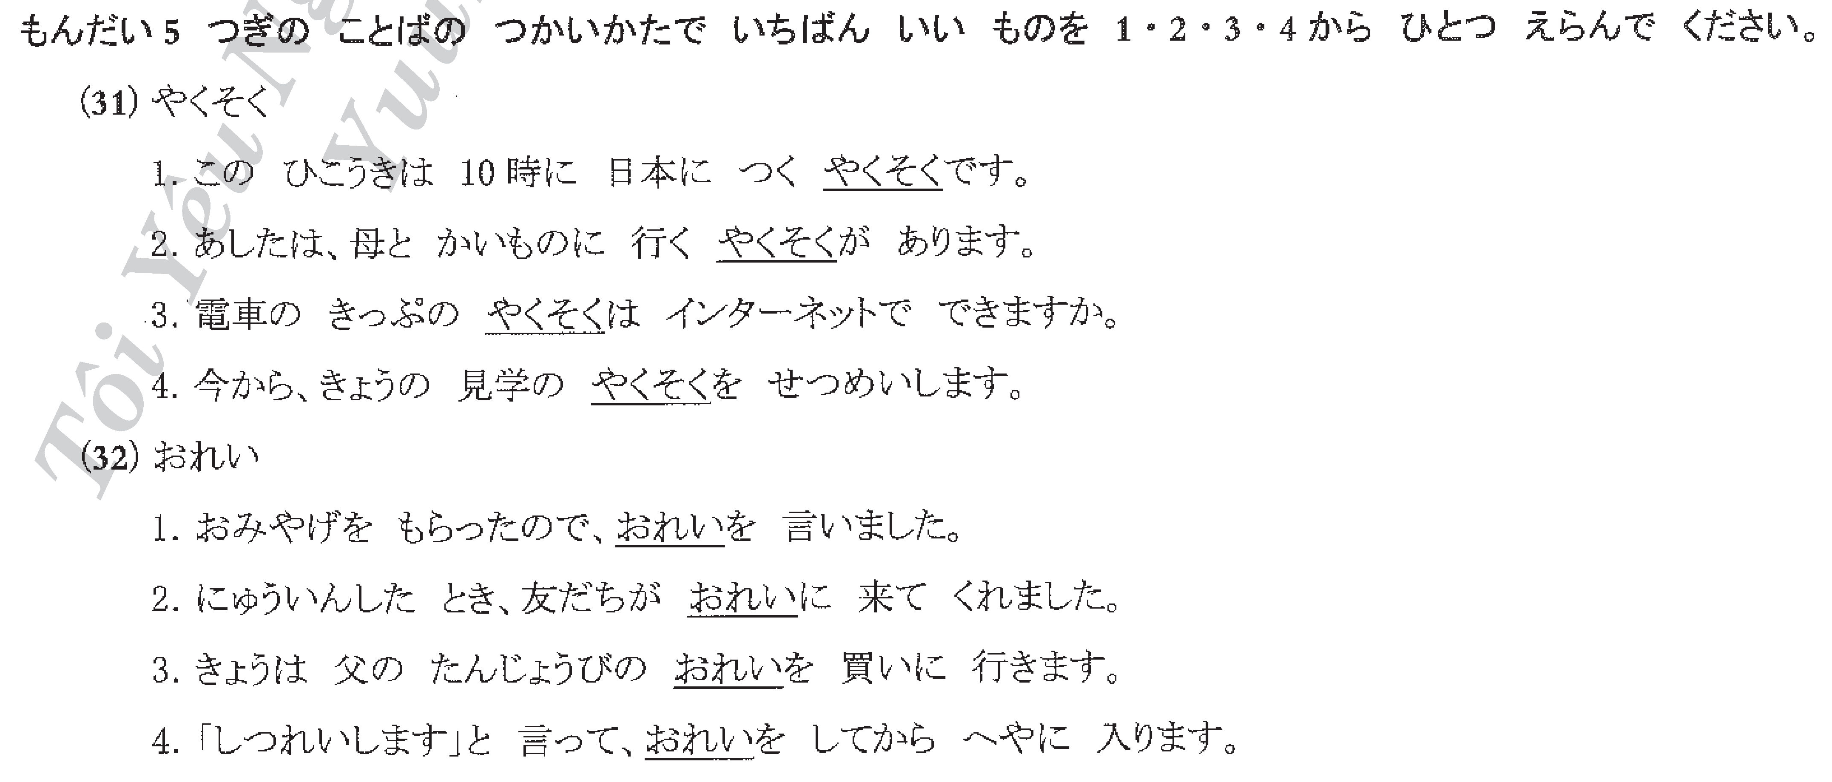 もんだい5 つぎの ことばの つかいかたで いちばん いい ものを 1・2・3・4から ひとつ えらんで ください。
(31) やくそく
1. この ひこうきは 10時に 日本に つく やくそくです。
2. あしたは、母と かいものに 行く やくそくが あります。
3. 電車の きっぷの やくそくは インターネットで できますか。
4. 今から、きょうの 見学の やくそくを せつめいします。
(32) おれい
1. おみやげを もらったので、おれいを 言いました。
2. にゅういんした とき、友だちが おれいに 来て くれました。
3. きょうは 父の たんじょうびの おれいを 買いに 行きます。
4. 「しつれいします」と 言って、おれいを してから へやに 入ります。
Tôi Yêu